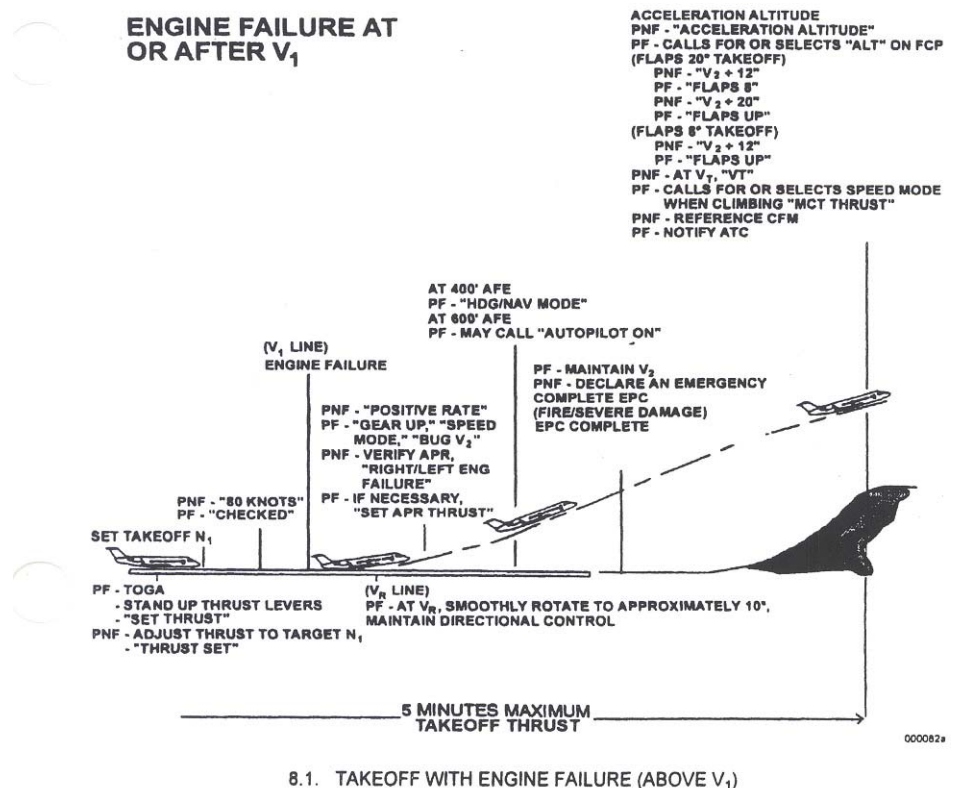 ENGINE FAILURE AT
OR AFTER V₁
ACCELERATION ALTITUDE
PNF - "ACCELERATION ALTITUDE"
PF - CALLS FOR OR SELECTS "ALT" ON FCP
(FLAPS 20° TAKEOFF)
PNF - "V₂ + 12"
PF - "FLAPS 8"
PNF - "V₂ + 20"
PF - "FLAPS UP"
(FLAPS 8° TAKEOFF)
PNF - "V₂ + 12"
PF - "FLAPS UP"
PNF - AT V_T, "VT"
PF - CALLS FOR OR SELECTS SPEED MODE
WHEN CLIMBING "MCT THRUST"
PNF - REFERENCE CFM
PF - NOTIFY ATC
AT 400' AFE
PF - "HDG/NAV MODE"
AT 600' AFE
PF - MAY CALL "AUTOPILOT ON"
(V₁ LINE)
ENGINE FAILURE
PF - MAINTAIN V₂
PNF - DECLARE AN EMERGENCY
COMPLETE EPC
(FIRE/SEVERE DAMAGE)
EPC COMPLETE
PNF - "POSITIVE RATE"
PF - "GEAR UP," "SPEED
MODE," "BUG V₂"
PNF - VERIFY APR,
"RIGHT/LEFT ENG
FAILURE"
PF - IF NECESSARY,
"SET APR THRUST"
PNF - "80 KNOTS"
PF - "CHECKED"
SET TAKEOFF N₁
PF - TOGA
- STAND UP THRUST LEVERS
- "SET THRUST"
PNF - ADJUST THRUST TO TARGET N₁
- "THRUST SET"
(V_R LINE)
PF - AT V_R, SMOOTHLY ROTATE TO APPROXIMATELY 10°,
MAINTAIN DIRECTIONAL CONTROL
5 MINUTES MAXIMUM
TAKEOFF THRUST
000082a
8.1. TAKEOFF WITH ENGINE FAILURE (ABOVE V₁)